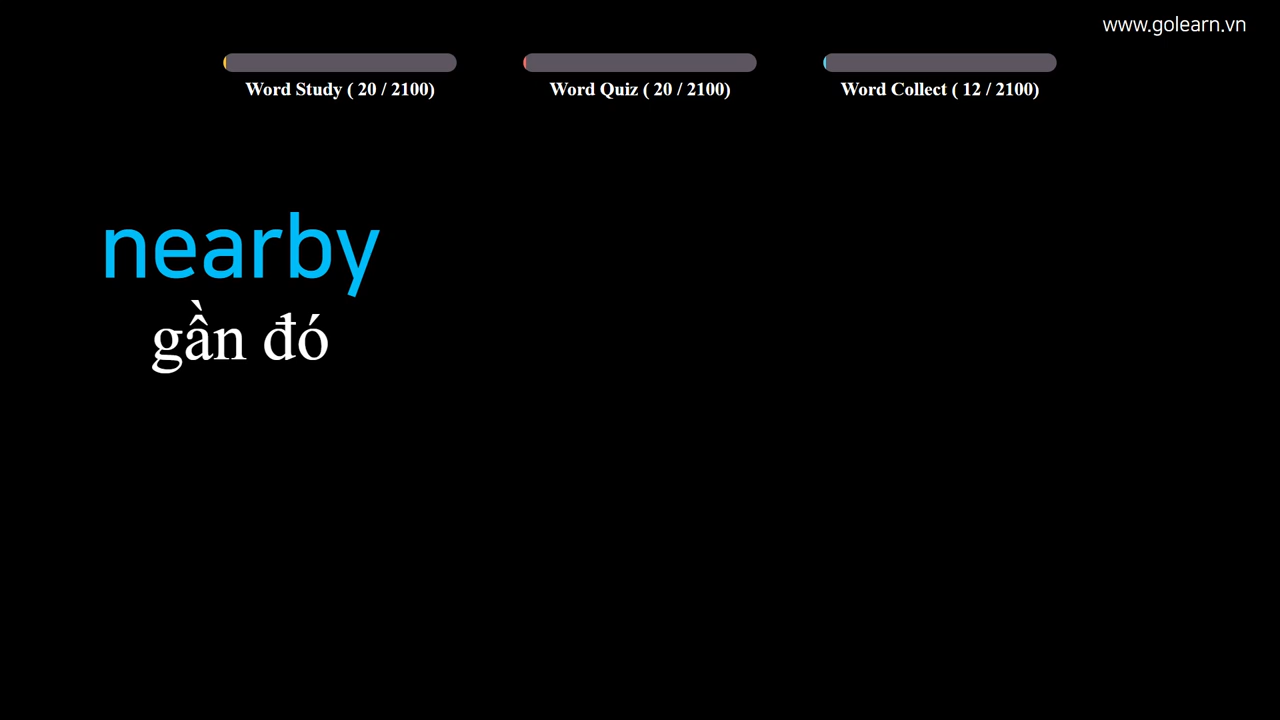 www.golearn.vn
Word Study ( 20 / 2100)
Word Quiz ( 20 / 2100)
Word Collect ( 12 / 2100)
nearby
gần đó